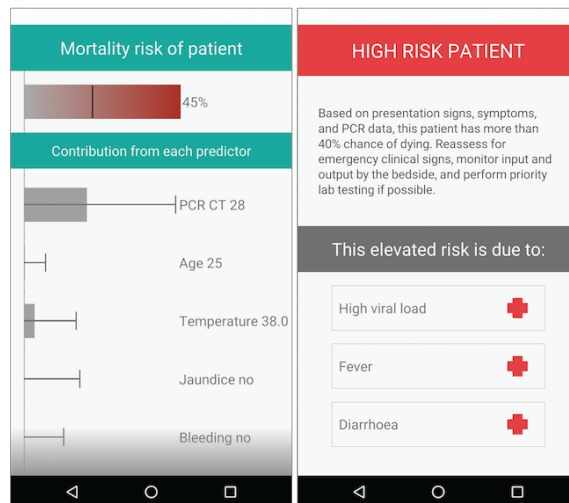 Mortality risk of patient
45%
Contribution from each predictor
PCR CT 28
Age 25
Temperature 38.0
Jaundice no
Bleeding no
HIGH RISK PATIENT
Based on presentation signs, symptoms,
and PCR data, this patient has more than
40% chance of dying. Reassess for
emergency clinical signs, monitor input and
output by the bedside, and perform priority
lab testing if possible.
This elevated risk is due to:
High viral load
Fever
Diarrhoea